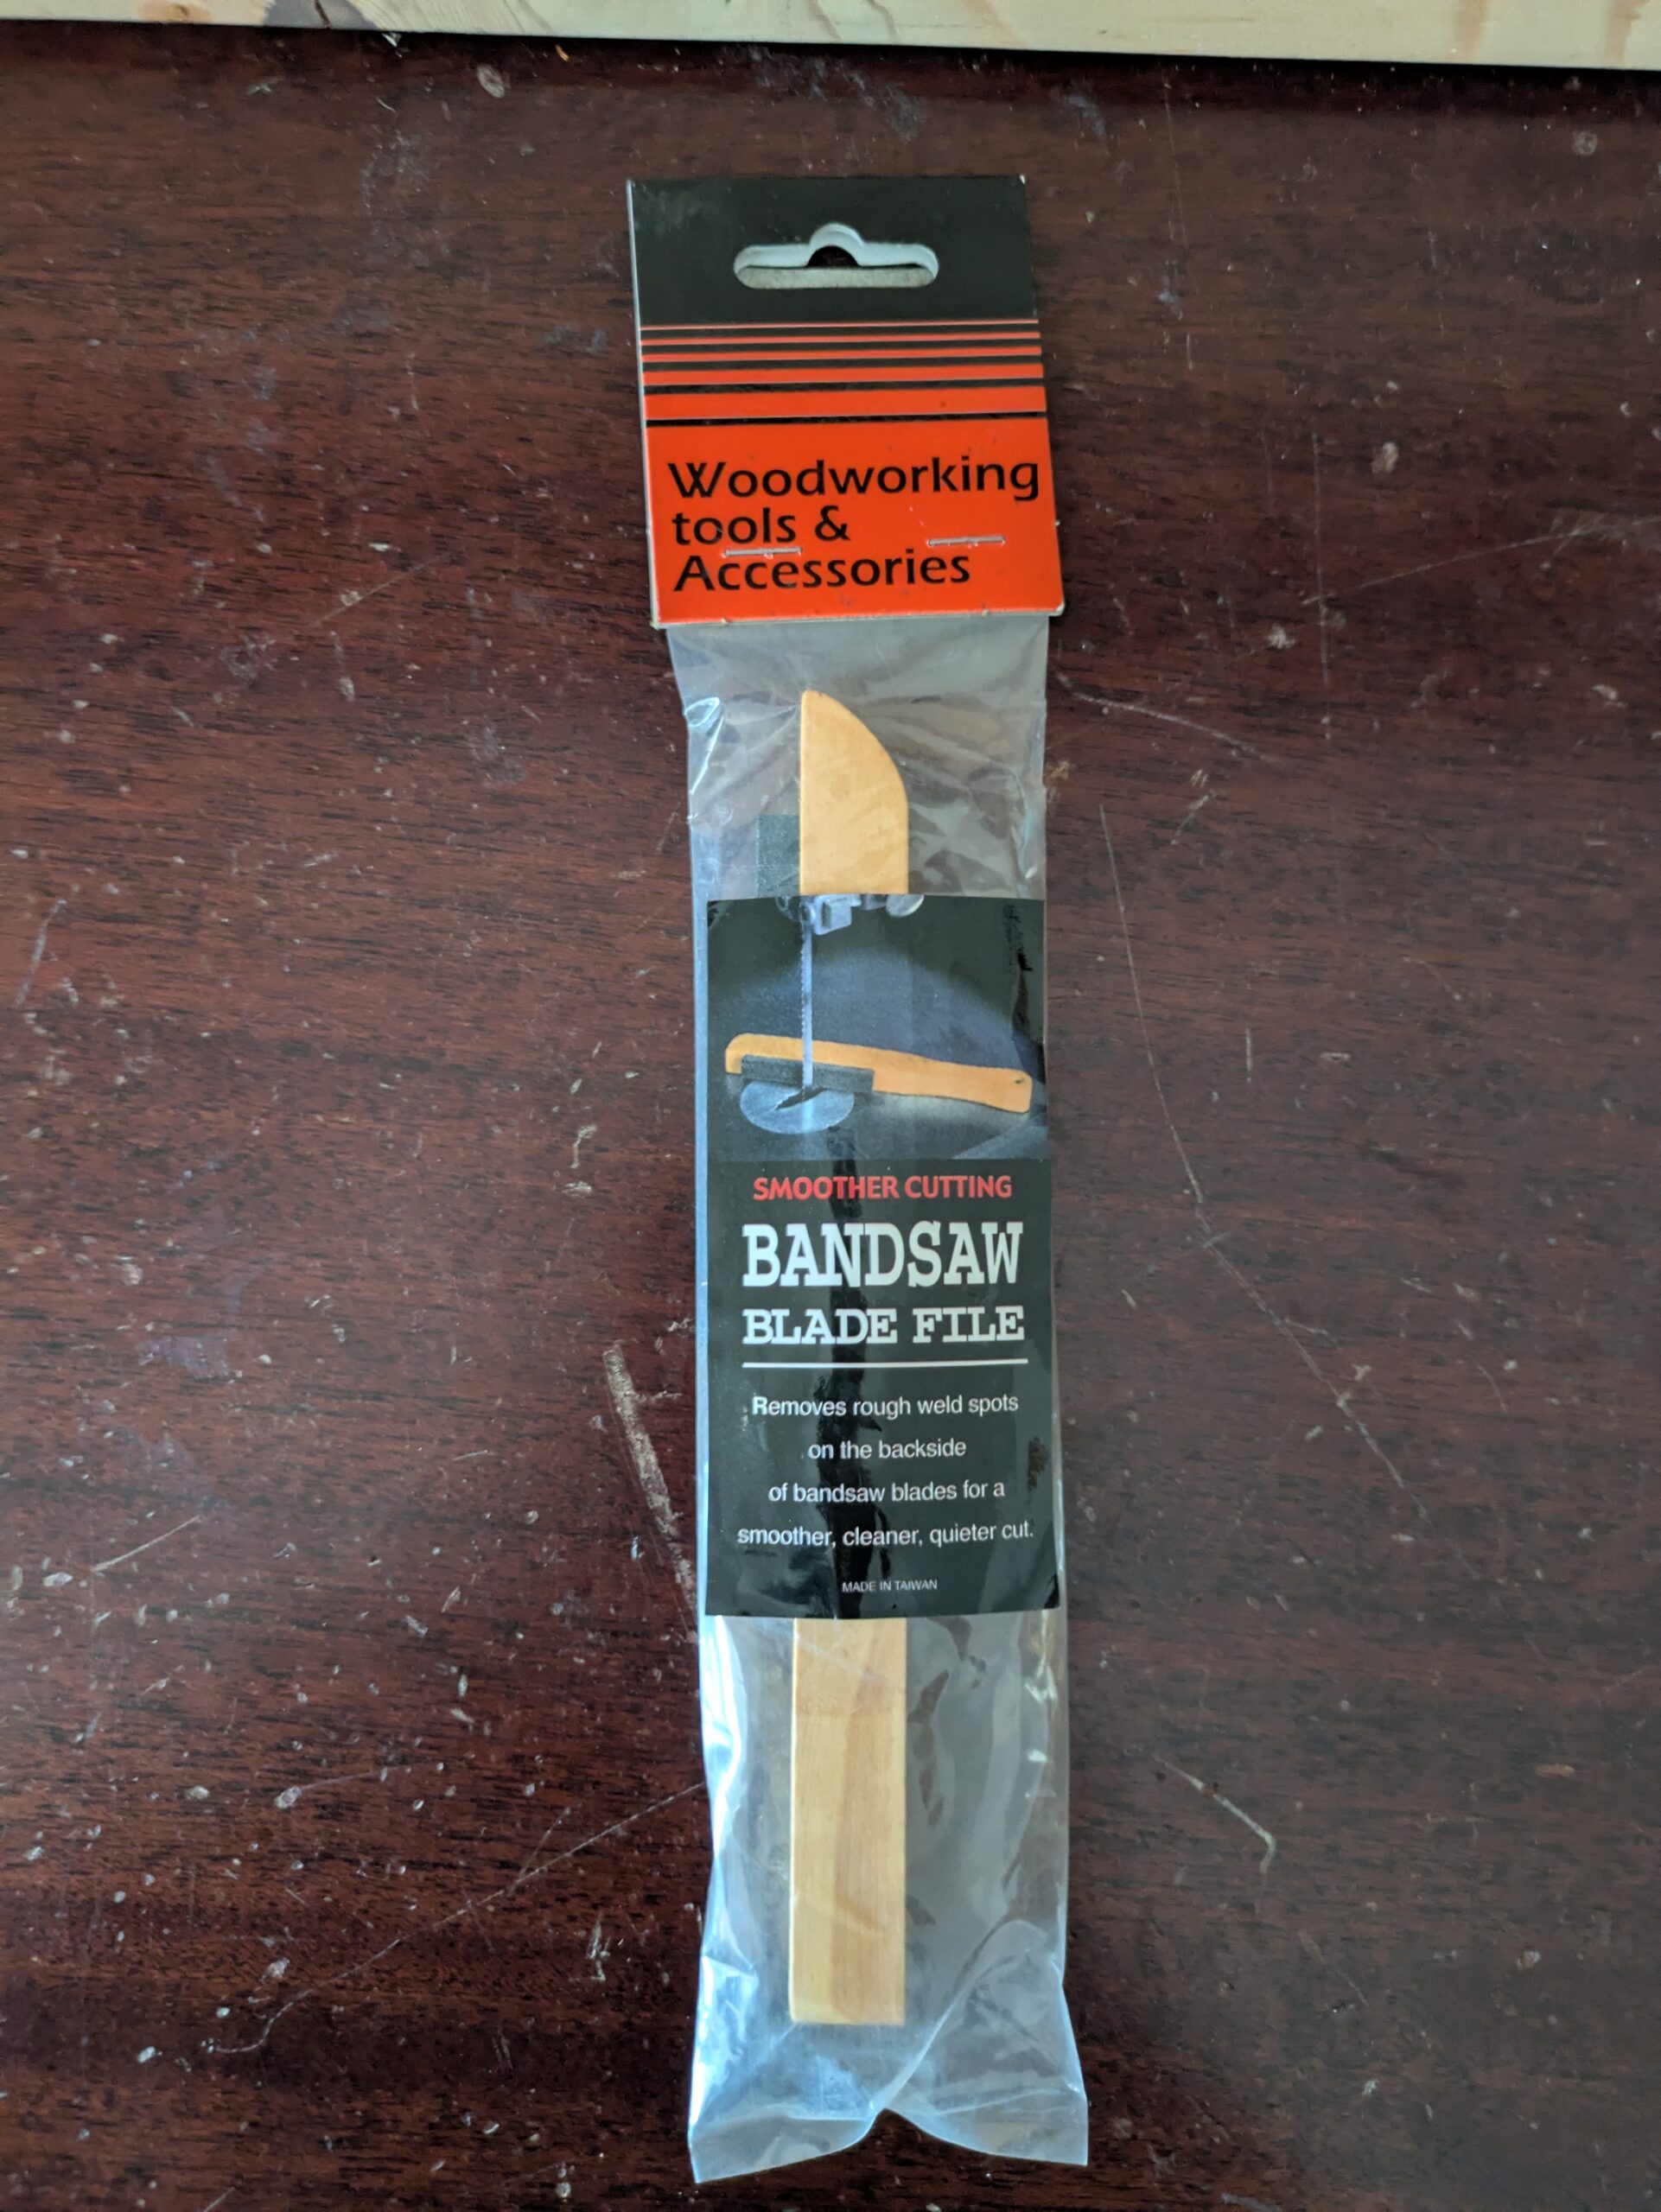 Woodworking
tools &
Accessories
SMOOTHER CUTTING
BANDSAW
BLADE FILE
Removes rough weld spots
on the backside
of bandsaw blades for a
smoother, cleaner, quieter cut.
MADE IN TAIWAN